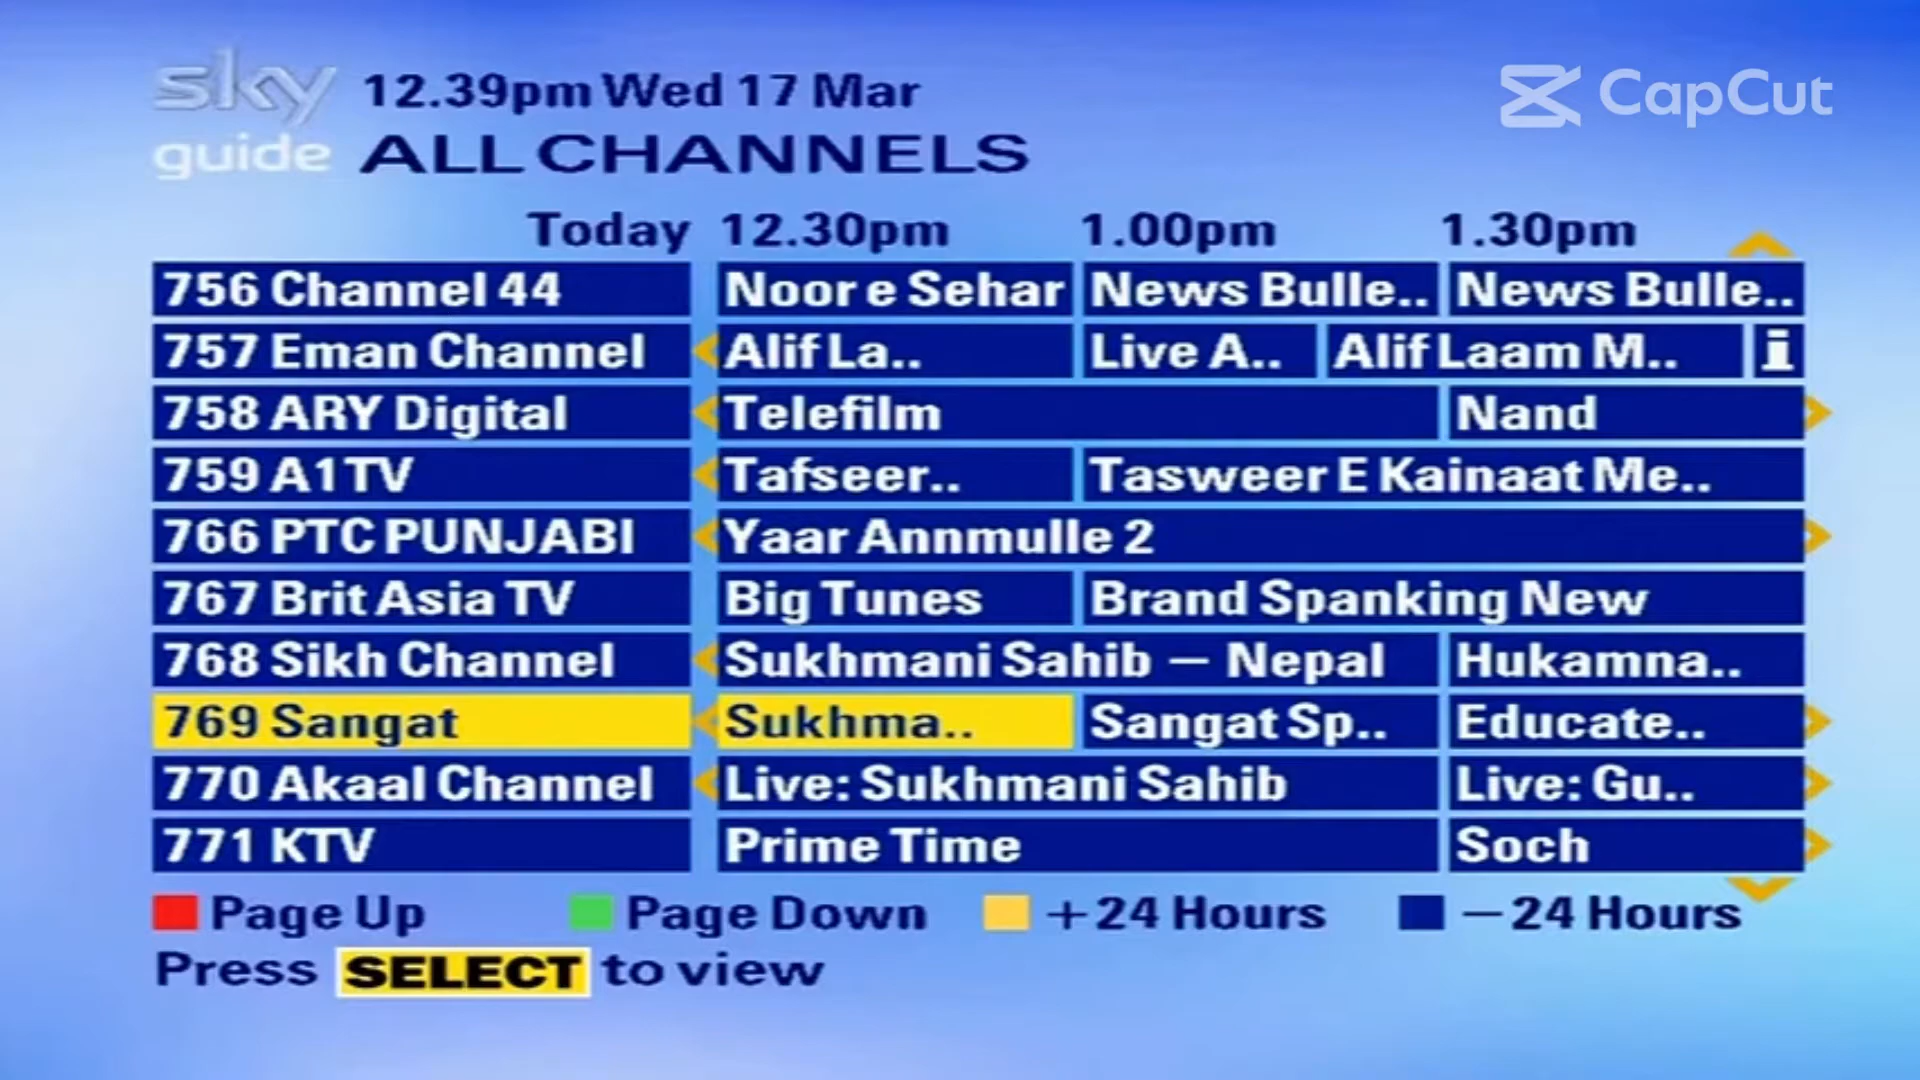 sky guide
12.39pm Wed 17 Mar
ALL CHANNELS
CapCut
Today 12.30pm 1.00pm 1.30pm
756 Channel 44 Noor e Sehar News Bulle.. News Bulle..
757 Eman Channel Alif La.. Live A.. Alif Laam M.. i
758 ARY Digital Telefilm Nand
759 A1TV Tafseer.. Tasweer E Kainaat Me..
766 PTC PUNJABI Yaar Annmulle 2
767 Brit Asia TV Big Tunes Brand Spanking New
768 Sikh Channel Sukhmani Sahib – Nepal Hukamna..
769 Sangat Sukhma.. Sangat Sp.. Educate..
770 Akaal Channel Live: Sukhmani Sahib Live: Gu..
771 KTV Prime Time Soch
Page Up Page Down +24 Hours –24 Hours
Press SELECT to view